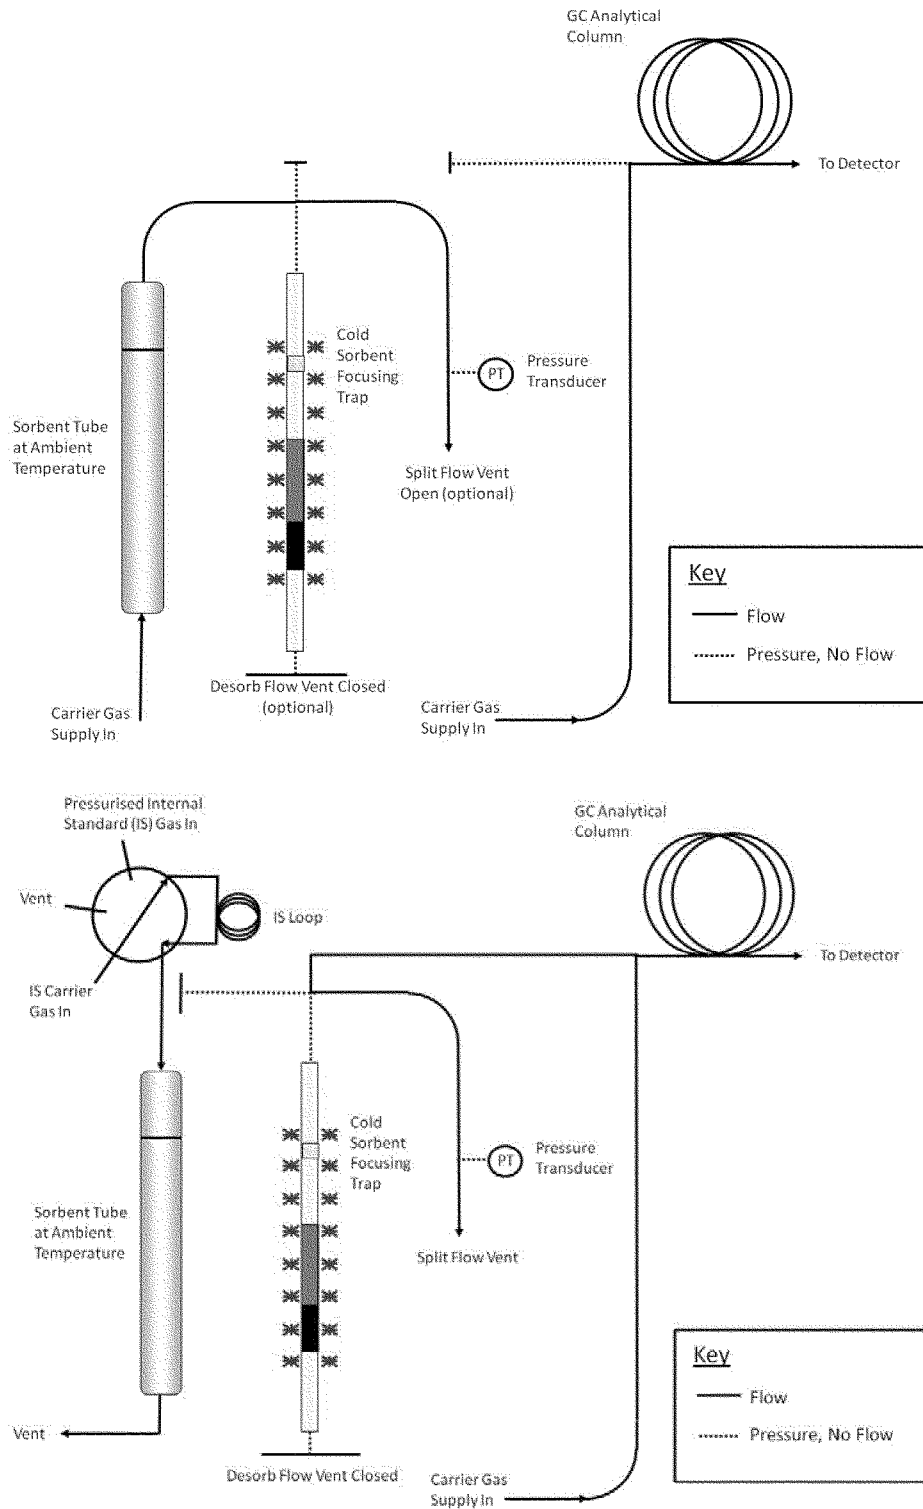 GC Analytical
Column
To Detector
Cold
Sorbent
Focusing
Trap
PT
Pressure
Transducer
Sorbent Tube
at Ambient
Temperature
Split Flow Vent
Open (optional)
Key
Flow
Pressure, No Flow
Desorb Flow Vent Closed
(optional)
Carrier Gas
Supply In
Carrier Gas
Supply In
Pressurised Internal
Standard (IS) Gas In
GC Analytical
Column
Vent
IS Loop
To Detector
IS Carrier
Gas In
Cold
Sorbent
Focusing
Trap
PT
Pressure
Transducer
Sorbent Tube
at Ambient
Temperature
Split Flow Vent
Key
Flow
Pressure, No Flow
Vent
Desorb Flow Vent Closed
Carrier Gas
Supply In